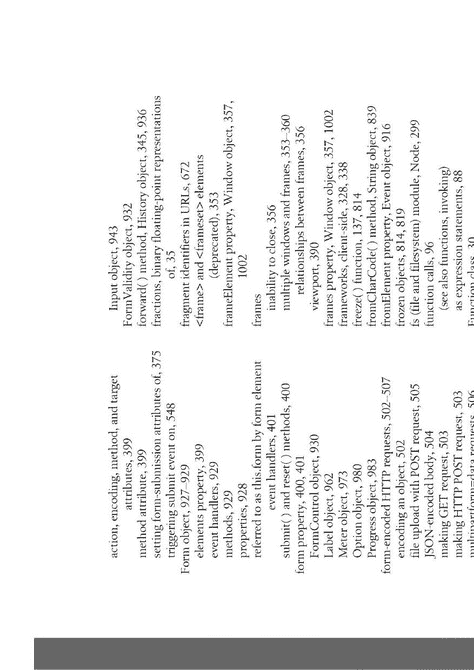 action, encoding, method, and target
attributes, 399
method attribute, 399
setting form-submission attributes of, 375
triggering submit event on, 548
Form object, 927–929
elements property, 399
event handlers, 929
methods, 929
properties, 928
referred to as this.form by form element
event handlers, 401
submit( ) and reset( ) methods, 400
form property, 400, 401
FormControl object, 930
Label object, 962
Meter object, 973
Option object, 980
Progress object, 983
form-encoded HTTP requests, 502–507
encoding an object, 502
file upload with POST request, 505
JSON-encoded body, 504
making GET request, 503
making HTTP POST request, 503
multipart/form-data requests, 506
Input object, 943
FormValidity object, 932
forward( ) method, History object, 345, 936
fractions, binary floating-point representations
of, 35
fragment identifiers in URLs, 672
<frame> and <frameset> elements
(deprecated), 353
frameElement property, Window object, 357,
1002
frames
inability to close, 356
multiple windows and frames, 353–360
relationships between frames, 356
viewport, 390
frames property, Window object, 357, 1002
frameworks, client-side, 328, 338
freeze( ) function, 137, 814
fromCharCode( ) method, String object, 839
fromElement property, Event object, 916
frozen objects, 814, 819
fs (file and filesystem) module, Node, 299
function calls, 96
(see also functions, invoking)
as expression statements, 88
Function class, 30